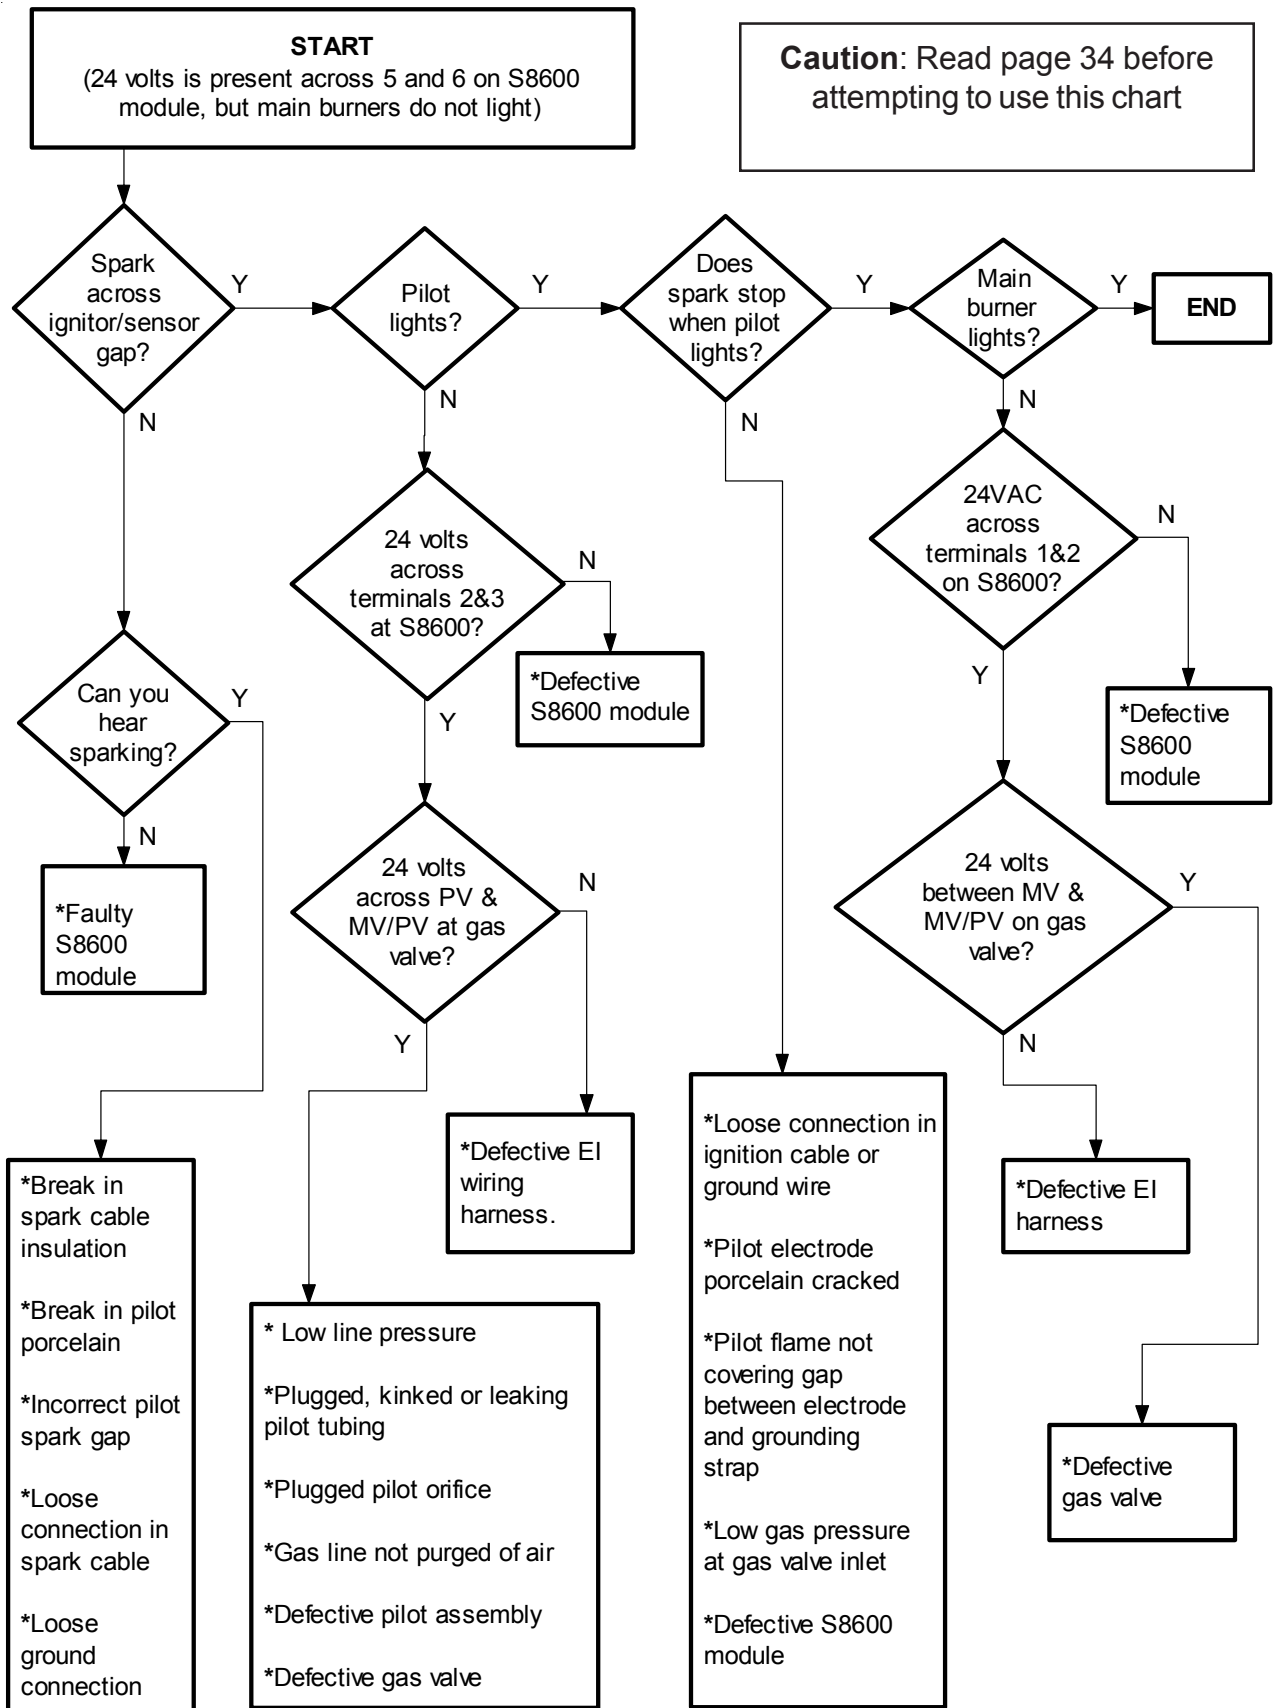 START
(24 volts is present across 5 and 6 on S8600
module, but main burners do not light)
Caution: Read page 34 before
attempting to use this chart
Spark
across
ignitor/sensor
gap?
Y
N
Pilot
lights?
Y
N
Does
spark stop
when pilot
lights?
Y
N
Main
burner
lights?
Y
N
END
24 volts
across
terminals 2&3
at S8600?
N
Y
*Defective
S8600 module
24VAC
across
terminals 1&2
on S8600?
N
Y
*Defective
S8600
module
Can you
hear
sparking?
Y
N
*Faulty
S8600
module
24 volts
across PV &
MV/PV at gas
valve?
N
Y
24 volts
between MV &
MV/PV on gas
valve?
Y
N
*Break in
spark cable
insulation
*Break in pilot
porcelain
*Incorrect pilot
spark gap
*Loose
connection in
spark cable
*Loose
ground
connection
* Low line pressure
*Plugged, kinked or leaking
pilot tubing
*Plugged pilot orifice
*Gas line not purged of air
*Defective pilot assembly
*Defective gas valve
*Defective EI
wiring
harness.
*Loose connection in
ignition cable or
ground wire
*Pilot electrode
porcelain cracked
*Pilot flame not
covering gap
between electrode
and grounding
strap
*Low gas pressure
at gas valve inlet
*Defective S8600
module
*Defective EI
harness
*Defective
gas valve